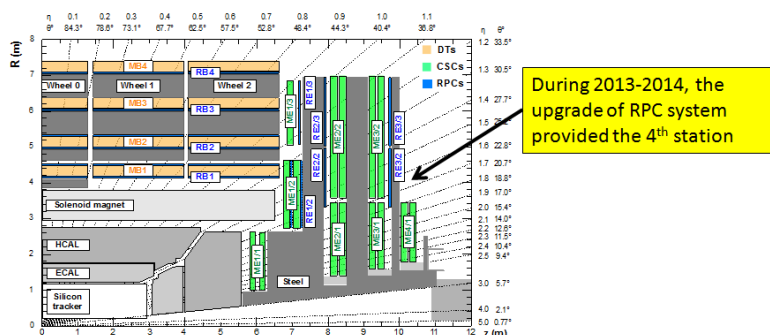 η 0.1 0.2 0.3 0.4 0.5 0.6 0.7 0.8 0.9 1.0 1.1 η θ°
θ° 84.3° 78.6° 73.1° 67.7° 62.5° 57.5° 52.8° 48.4° 44.3° 40.4° 36.8°
R (m)
8
7
6
5
4
3
2
1
0
DTs
CSCs
RPCs
MB4
RB4
Wheel 0 Wheel 1 Wheel 2
MB3
RB3
MB2
RB2
MB1
RB1
Solenoid magnet
HCAL
ECAL
Silicon
tracker
Steel
ME1/3
RE1/3
RE2/3
ME2/2
ME3/2
RE3/3
ME1/2
RE2/2
RE3/2
RE1/2
ME1/1
ME2/1
ME3/1
ME4/1
1.2 33.5°
1.3 30.5°
1.4 27.7°
1.5
1.6
1.7 20.7°
1.8 18.8°
1.9 17.0°
2.0 15.4°
2.1 14.0°
2.2 12.6°
2.3 11.5°
2.4 10.4°
2.5 9.4°
3.0 5.7°
4.0 2.1°
5.0 0.77°
0 1 2 3 4 5 6 7 8 9 10 11 12
z (m)
During 2013-2014, the
upgrade of RPC system
provided the 4th station